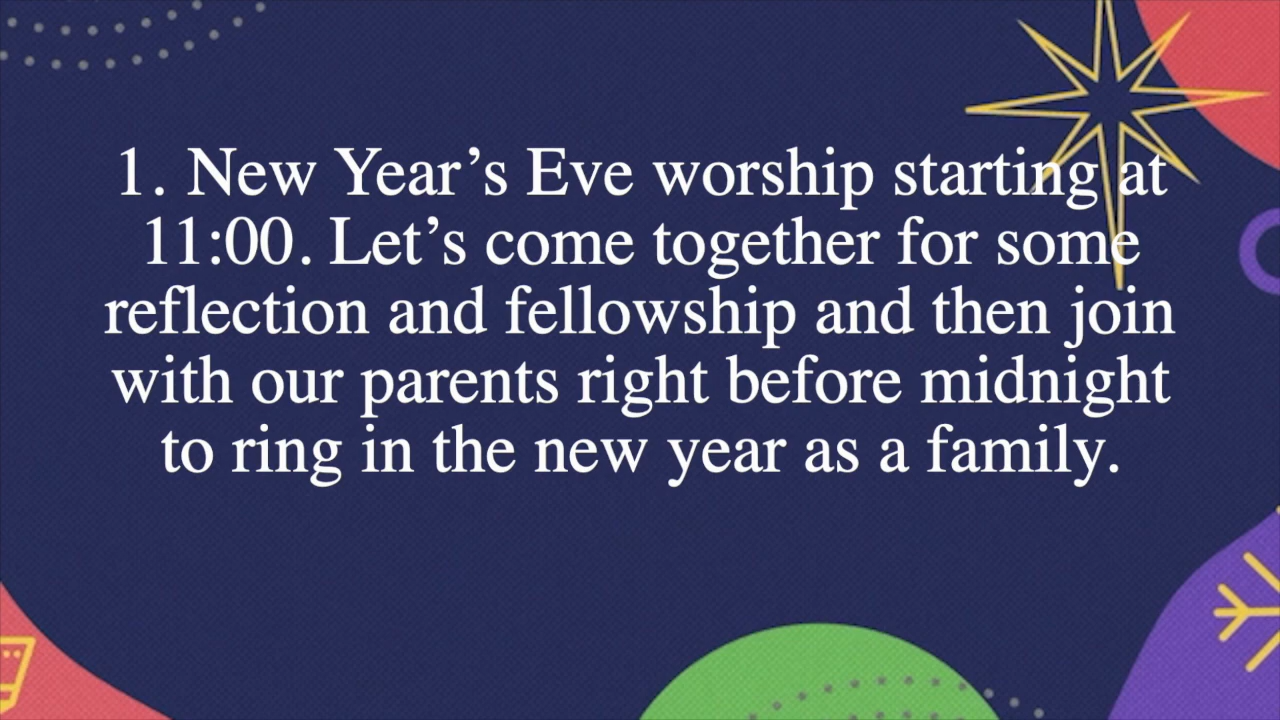 1. New Year’s Eve worship starting at
11:00. Let’s come together for some
reflection and fellowship and then join
with our parents right before midnight
to ring in the new year as a family.